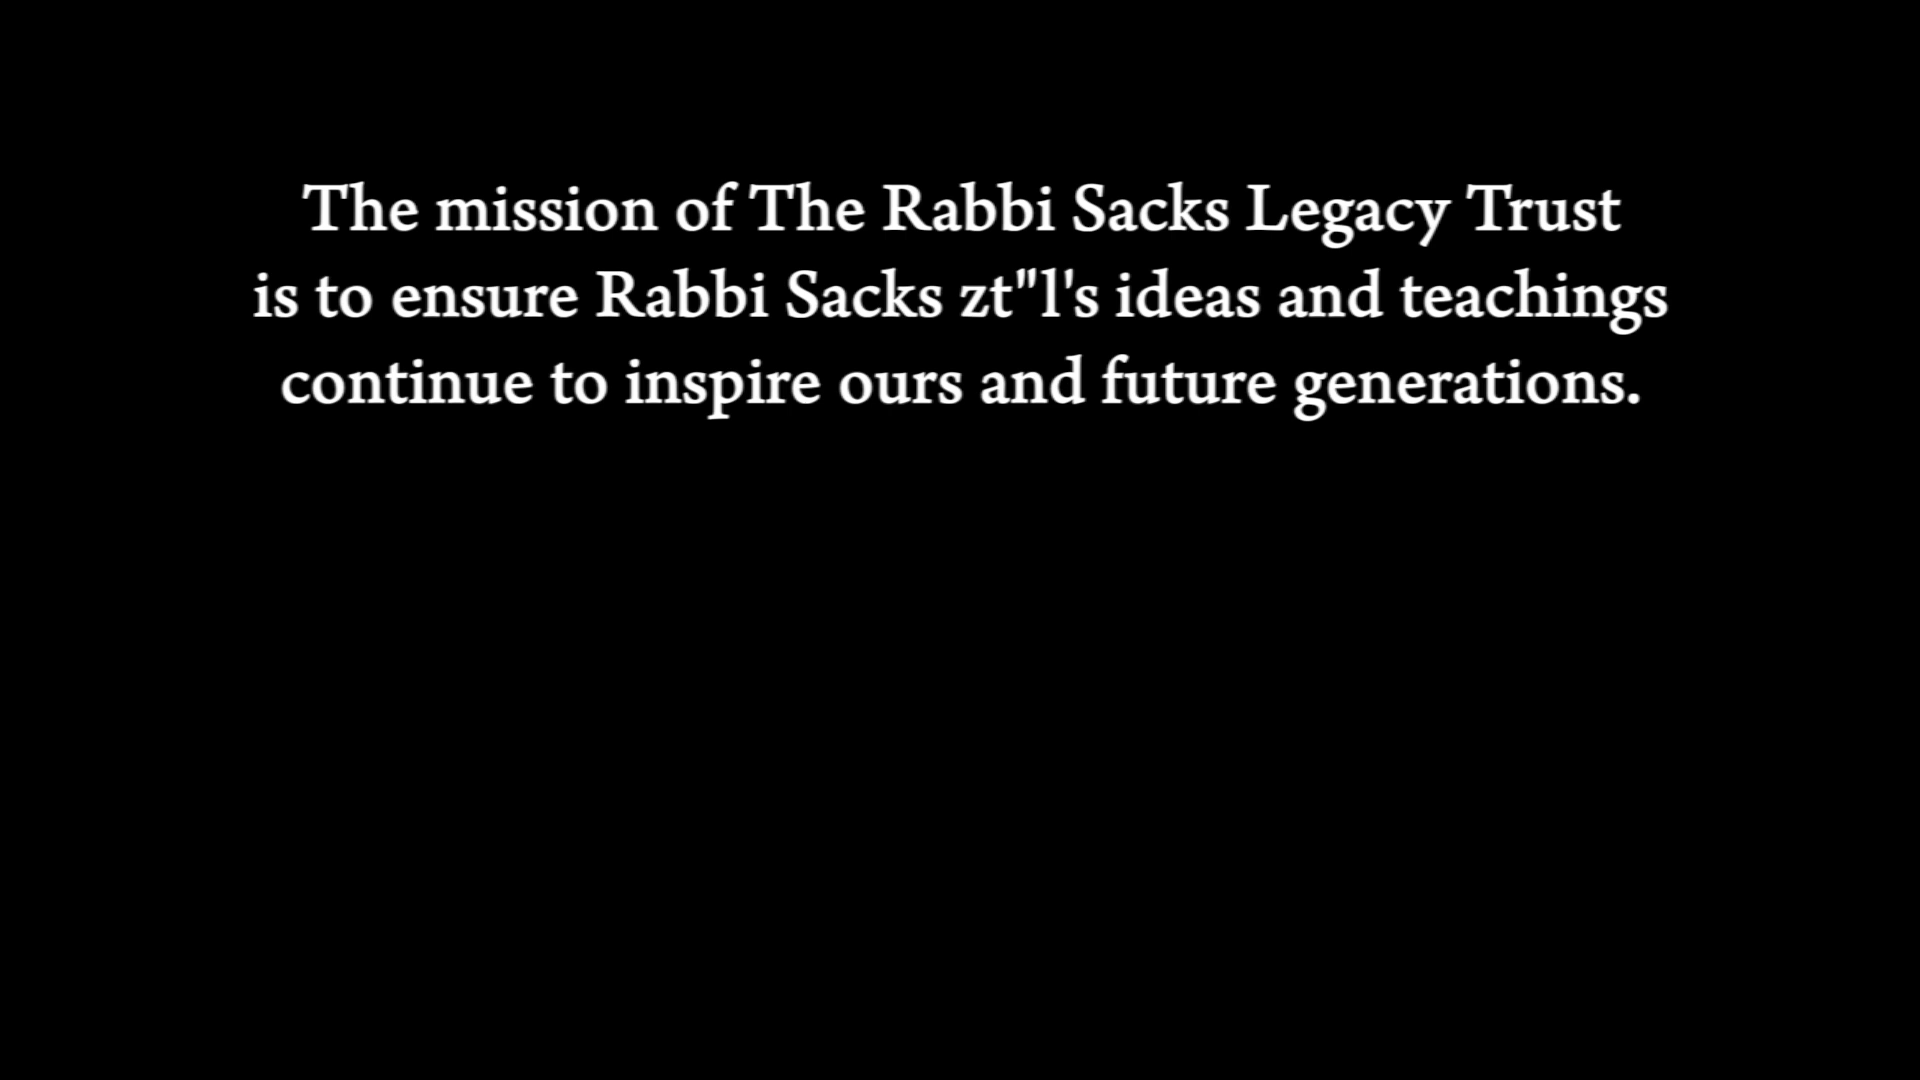 The mission of The Rabbi Sacks Legacy Trust
is to ensure Rabbi Sacks zt"l's ideas and teachings
continue to inspire ours and future generations.